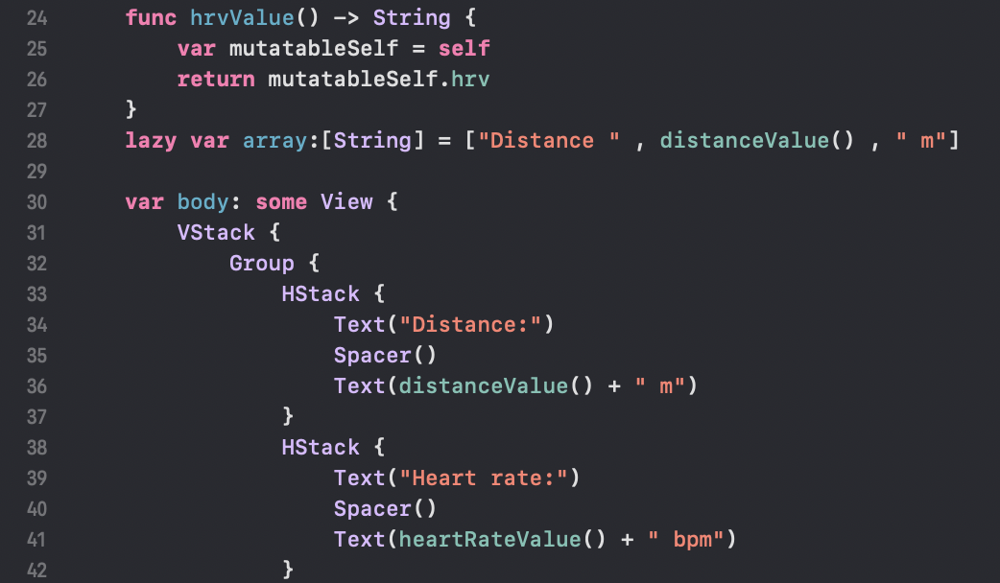 24 func hrvValue() -> String {
25 var mutatableSelf = self
26 return mutatableSelf.hrv
27 }
28 lazy var array:[String] = ["Distance " , distanceValue() , " m"]
29
30 var body: some View {
31 VStack {
32 Group {
33 HStack {
34 Text("Distance:")
35 Spacer()
36 Text(distanceValue() + " m")
37 }
38 HStack {
39 Text("Heart rate:")
40 Spacer()
41 Text(heartRateValue() + " bpm")
42 }